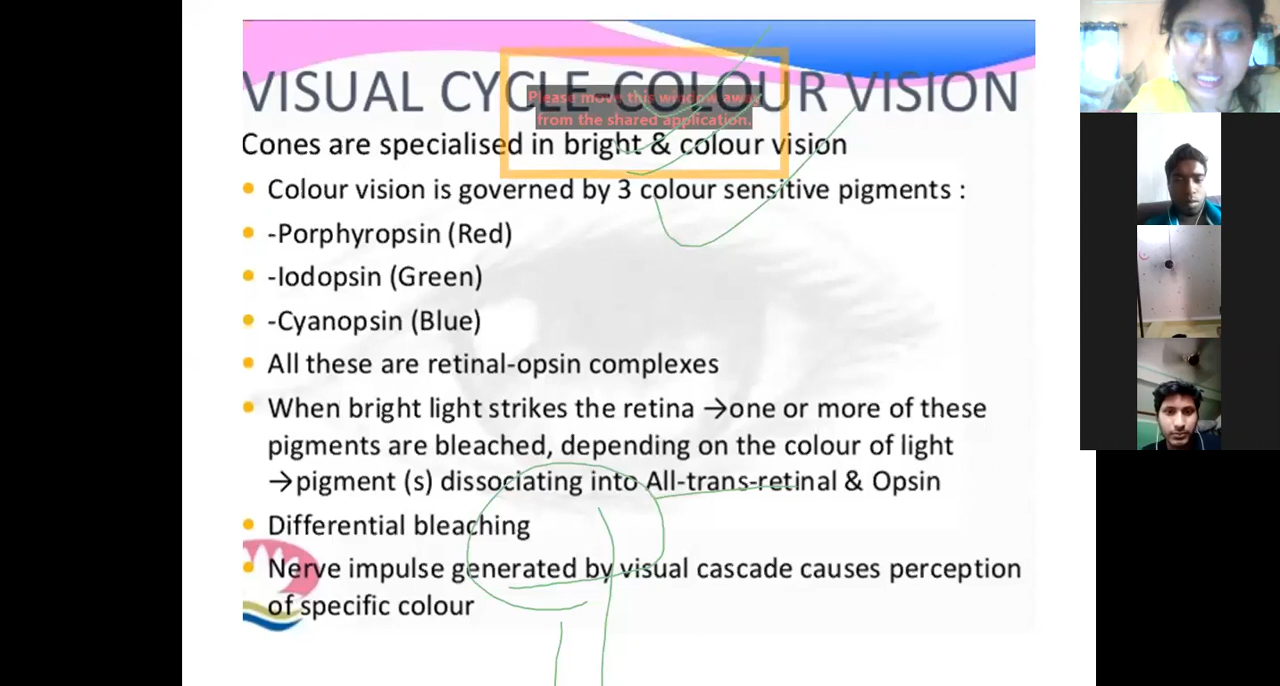 VISUAL CYCLE-COLOUR VISION
Please move this window away
from the shared application.
Cones are specialised in bright & colour vision
Colour vision is governed by 3 colour sensitive pigments :
-Porphyropsin (Red)
-Iodopsin (Green)
-Cyanopsin (Blue)
All these are retinal-opsin complexes
When bright light strikes the retina →one or more of these
pigments are bleached, depending on the colour of light
→pigment (s) dissociating into All-trans-retinal & Opsin
Differential bleaching
Nerve impulse generated by visual cascade causes perception
of specific colour